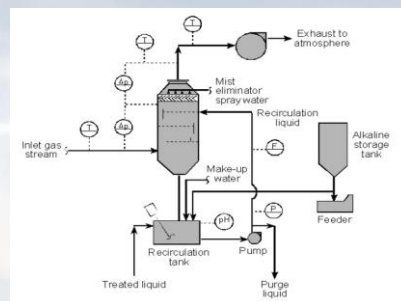 T
T
Exhaust to
atmosphere
Δp
Mist
eliminator
spray water
Recirculation
liquid
Alkaline
storage
tank
T
Δp
Inlet gas
stream
F
Make-up
water
pH
P
Feeder
Recirculation
tank
Pump
Treated liquid
Purge
liquid